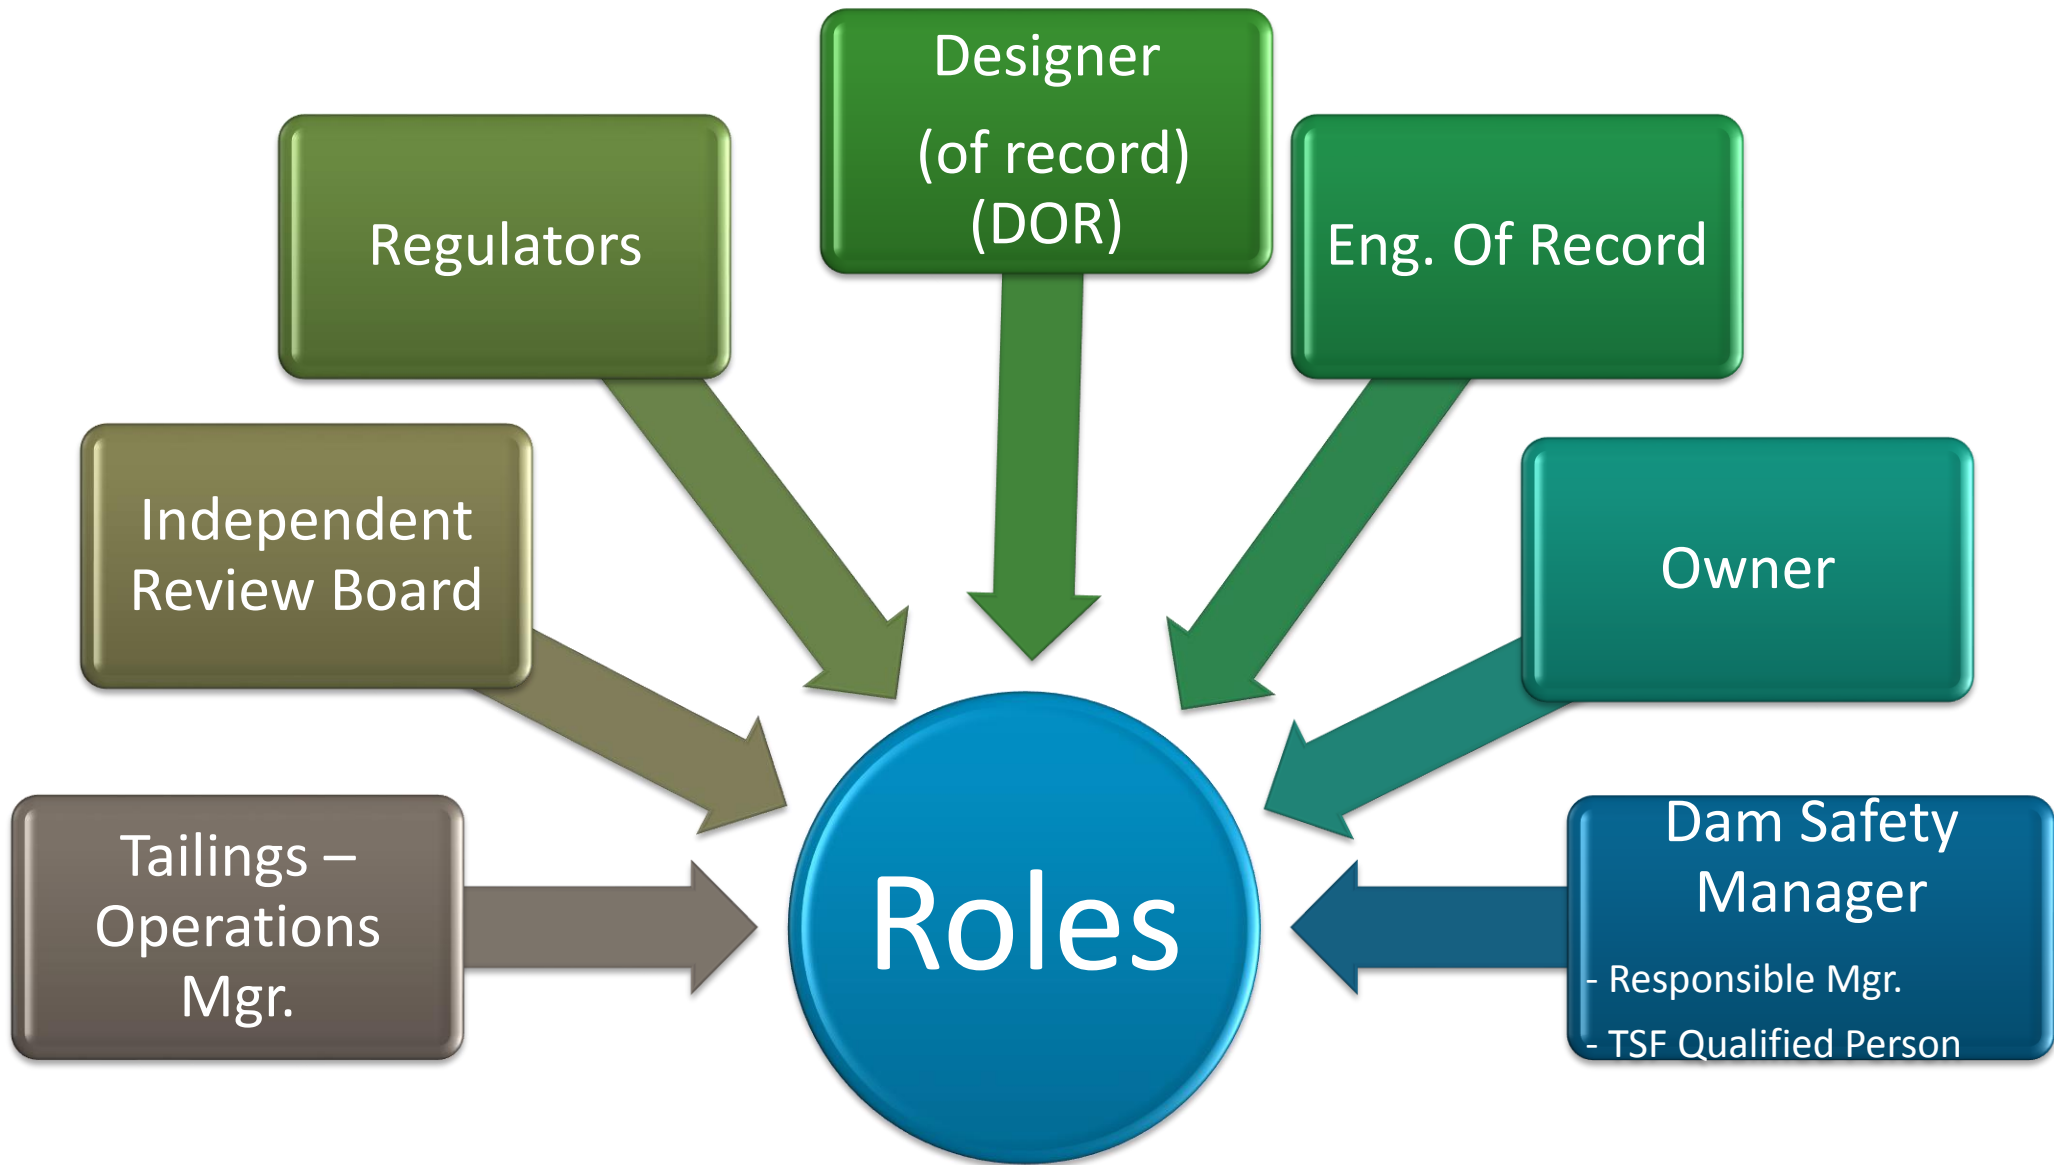 Designer
(of record)
(DOR)
Regulators
Eng. Of Record
Independent
Review Board
Owner
Tailings –
Operations
Mgr.
Roles
Dam Safety
Manager
- Responsible Mgr.
- TSF Qualified Person